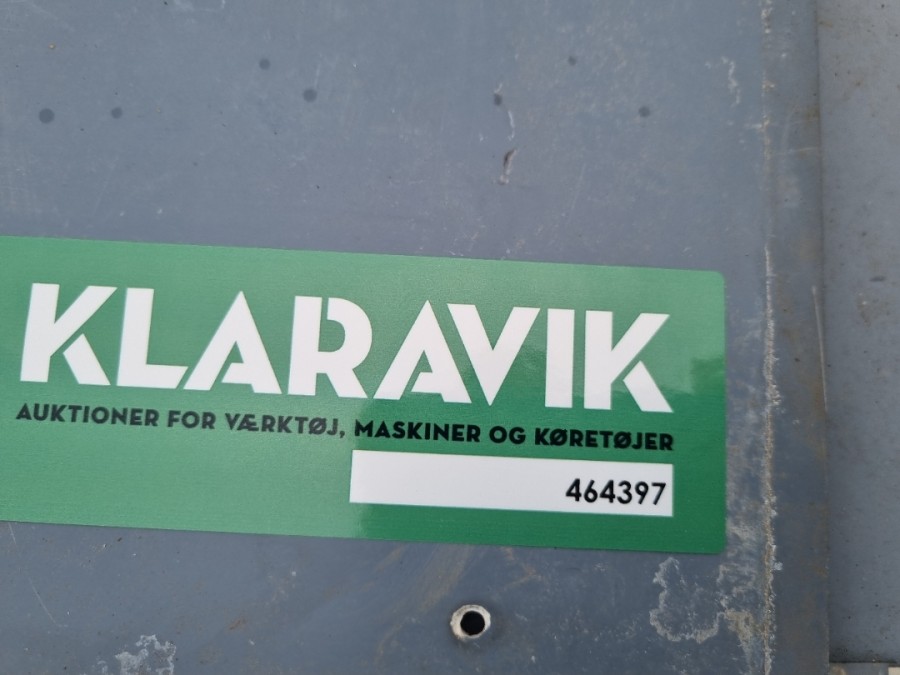 KLARAVIK
AUKTIONER FOR VÆRKTØJ, MASKINER OG KØRETØJER
464397